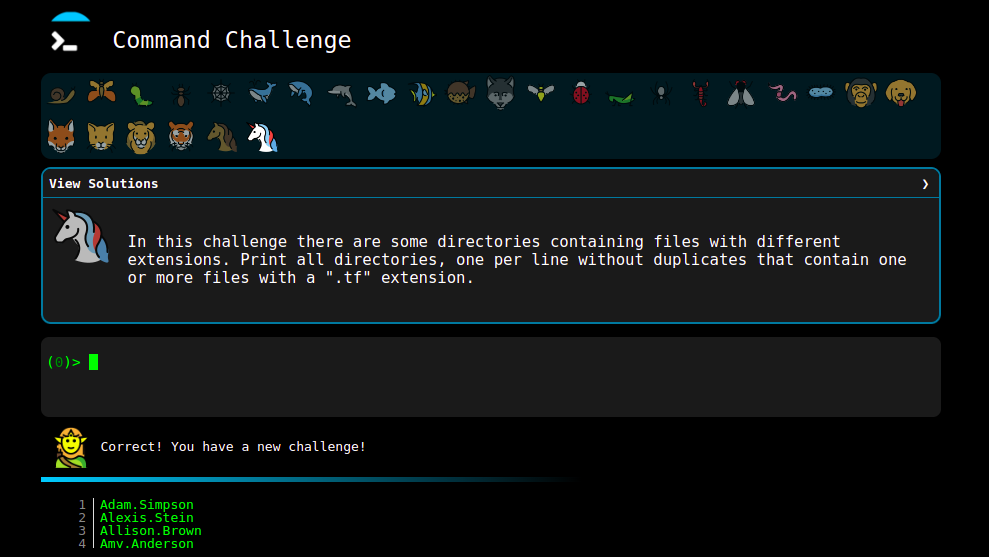 Command Challenge
View Solutions ❯
In this challenge there are some directories containing files with different
extensions. Print all directories, one per line without duplicates that contain one
or more files with a ".tf" extension.
(0)>
Correct! You have a new challenge!
1 Adam.Simpson
2 Alexis.Stein
3 Allison.Brown
4 Amy.Anderson